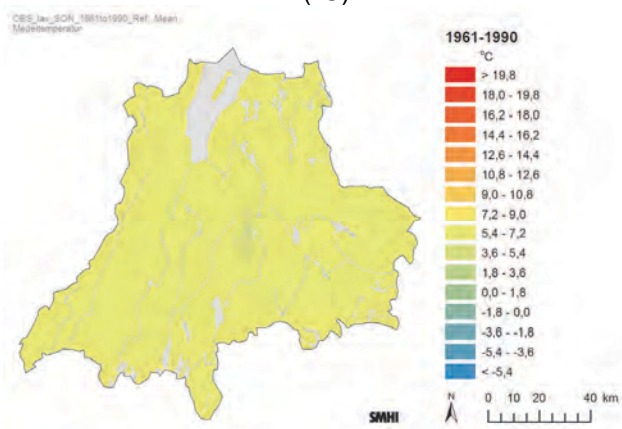 OBS_lav_SON_1961to1990_Ref: Mean
Medeltemperatur
1961-1990
°C
> 19,8
18,0 - 19,8
16,2 - 18,0
14,4 - 16,2
12,6 - 14,4
10,8 - 12,6
9,0 - 10,8
7,2 - 9,0
5,4 - 7,2
3,6 - 5,4
1,8 - 3,6
0,0 - 1,8
-1,8 - 0,0
-3,6 - -1,8
-5,4 - -3,6
< -5,4
N
0 10 20 40 km
SMHI